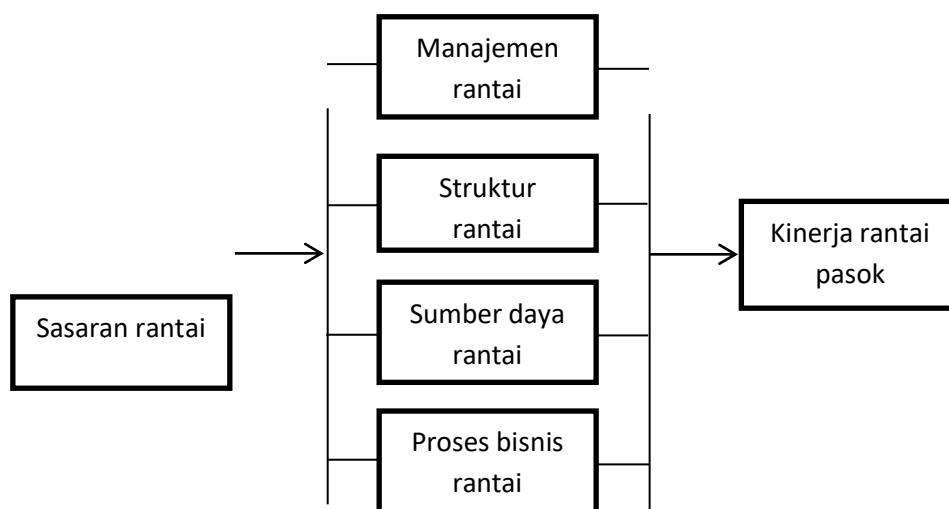 Manajemen
rantai
Struktur
rantai
Sasaran rantai
Sumber daya
rantai
Proses bisnis
rantai
Kinerja rantai
pasok